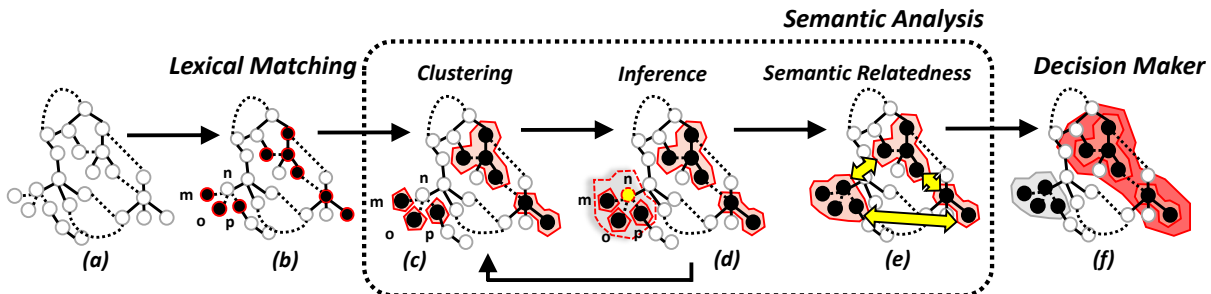 Semantic Analysis
Lexical Matching
Clustering
Inference
Semantic Relatedness
Decision Maker
n
m
o
p
n
m
o
p
n
m
o
p
(a)
(b)
(c)
(d)
(e)
(f)